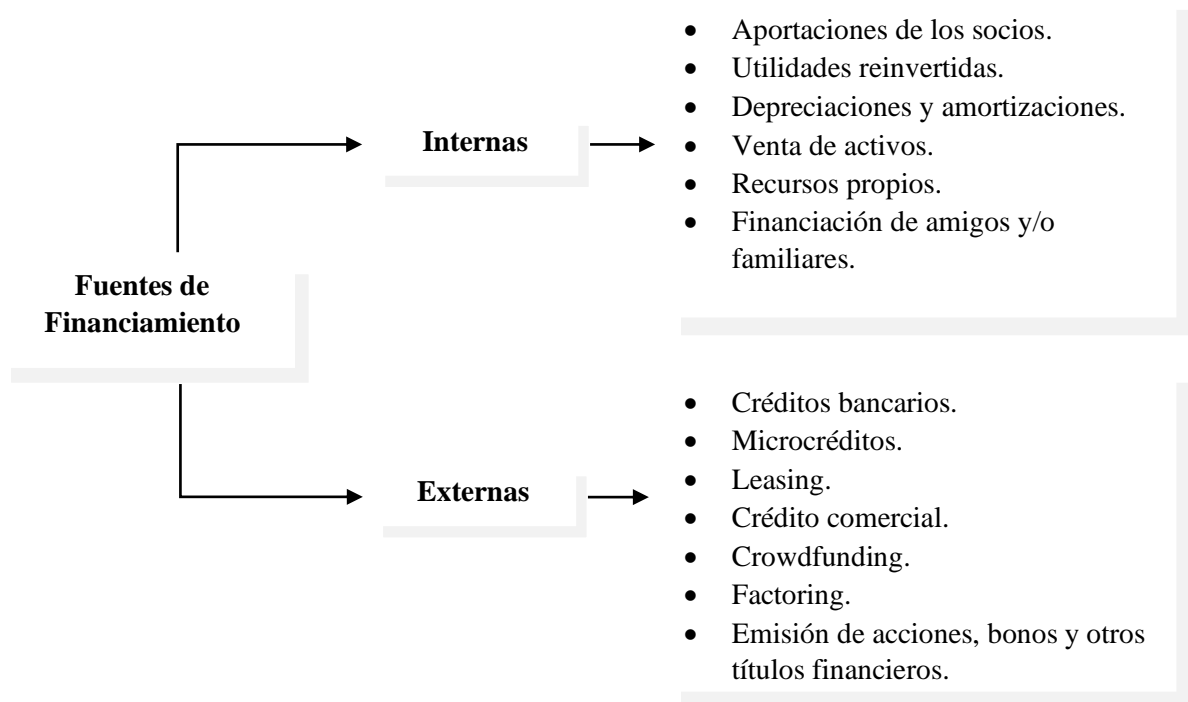 Fuentes de
Financiamiento
Internas
• Aportaciones de los socios.
• Utilidades reinvertidas.
• Depreciaciones y amortizaciones.
• Venta de activos.
• Recursos propios.
• Financiación de amigos y/o
familiares.
Externas
• Créditos bancarios.
• Microcréditos.
• Leasing.
• Crédito comercial.
• Crowdfunding.
• Factoring.
• Emisión de acciones, bonos y otros
títulos financieros.